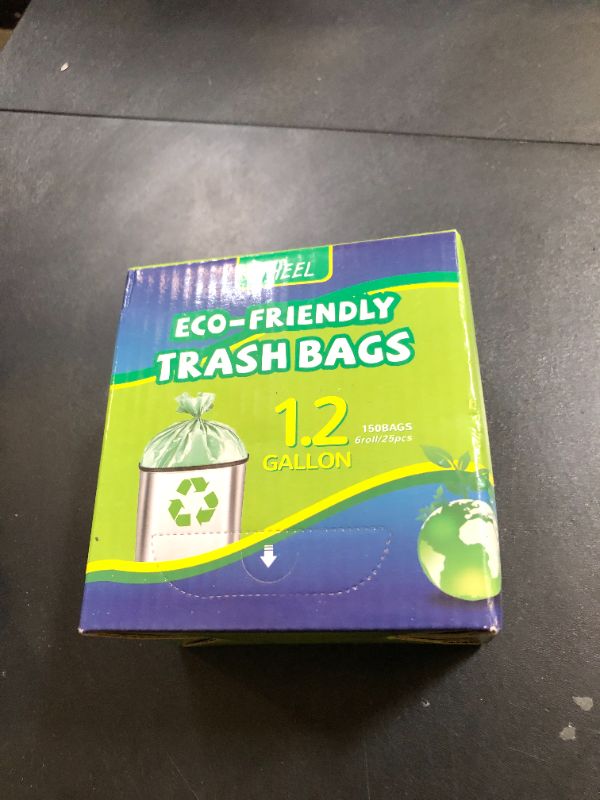 ECO-FRIENDLY
TRASH BAGS
1.2
GALLON
150BAGS
6roll/25pcs